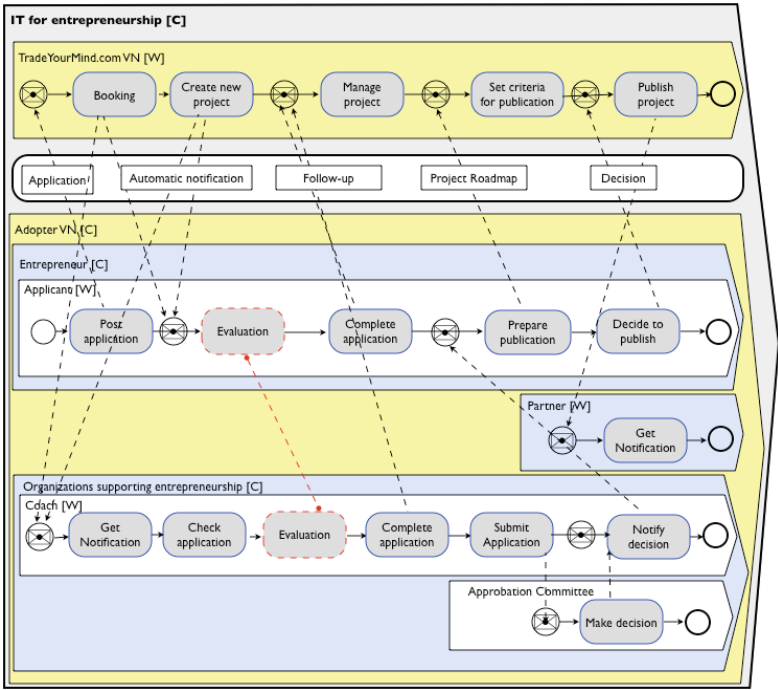 IT for entrepreneurship [C]
TradeYourMind.com VN [W]
Booking
Create new
project
Manage
project
Set criteria
for publication
Publish
project
Application
Automatic notification
Follow-up
Project Roadmap
Decision
Adopter VN [C]
Entrepreneur [C]
Applicant [W]
Post
application
Evaluation
Complete
application
Prepare
publication
Decide to
publish
Partner [W]
Get
Notification
Organizations supporting entrepreneurship [C]
Coach [W]
Get
Notification
Check
application
Evaluation
Complete
application
Submit
Application
Notify
decision
Approbation Committee
Make decision